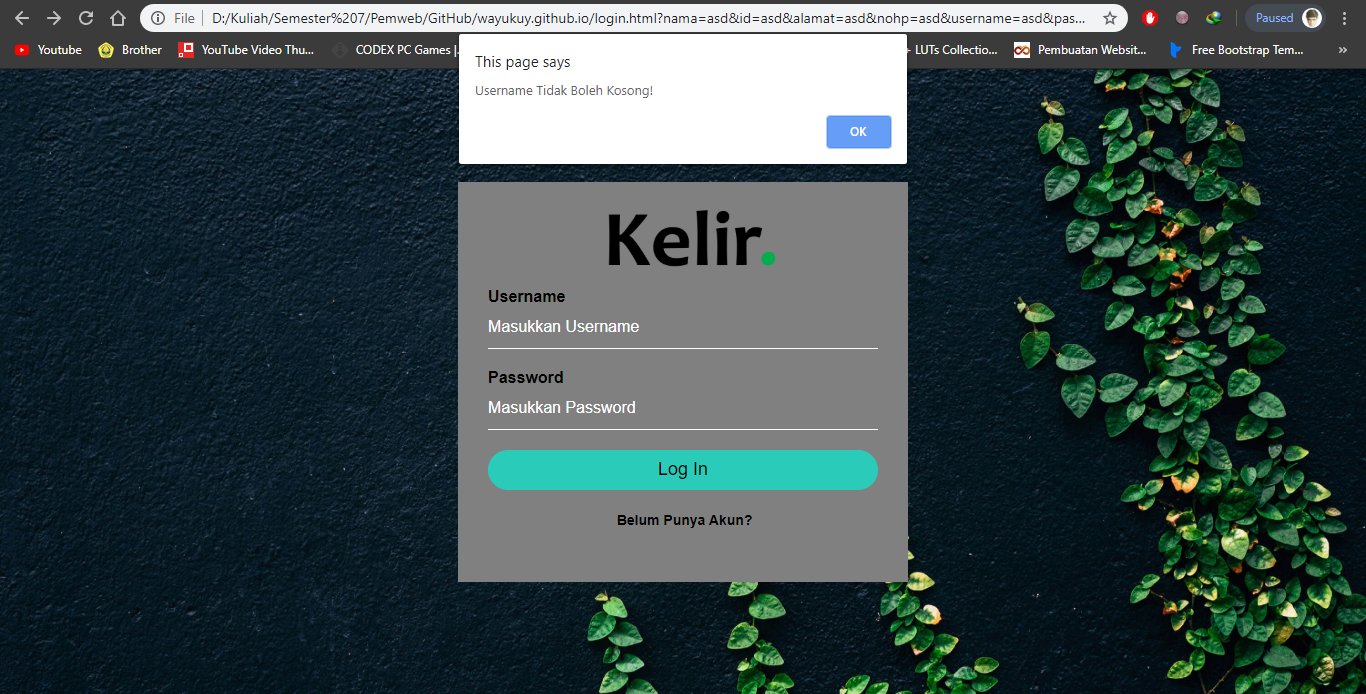 File D:/Kuliah/Semester%207/Pemweb/GitHub/wayukuy.github.io/login.html?nama=asd&id=asd&alamat=asd&nohp=asd&username=asd&pas... Paused
Youtube Brother YouTube Video Thu... CODEX PC Games | LUTs Collectio... Pembuatan Websit... Free Bootstrap Tem... »
This page says
Username Tidak Boleh Kosong!
OK
Kelir.
Username
Masukkan Username
Password
Masukkan Password
Log In
Belum Punya Akun?